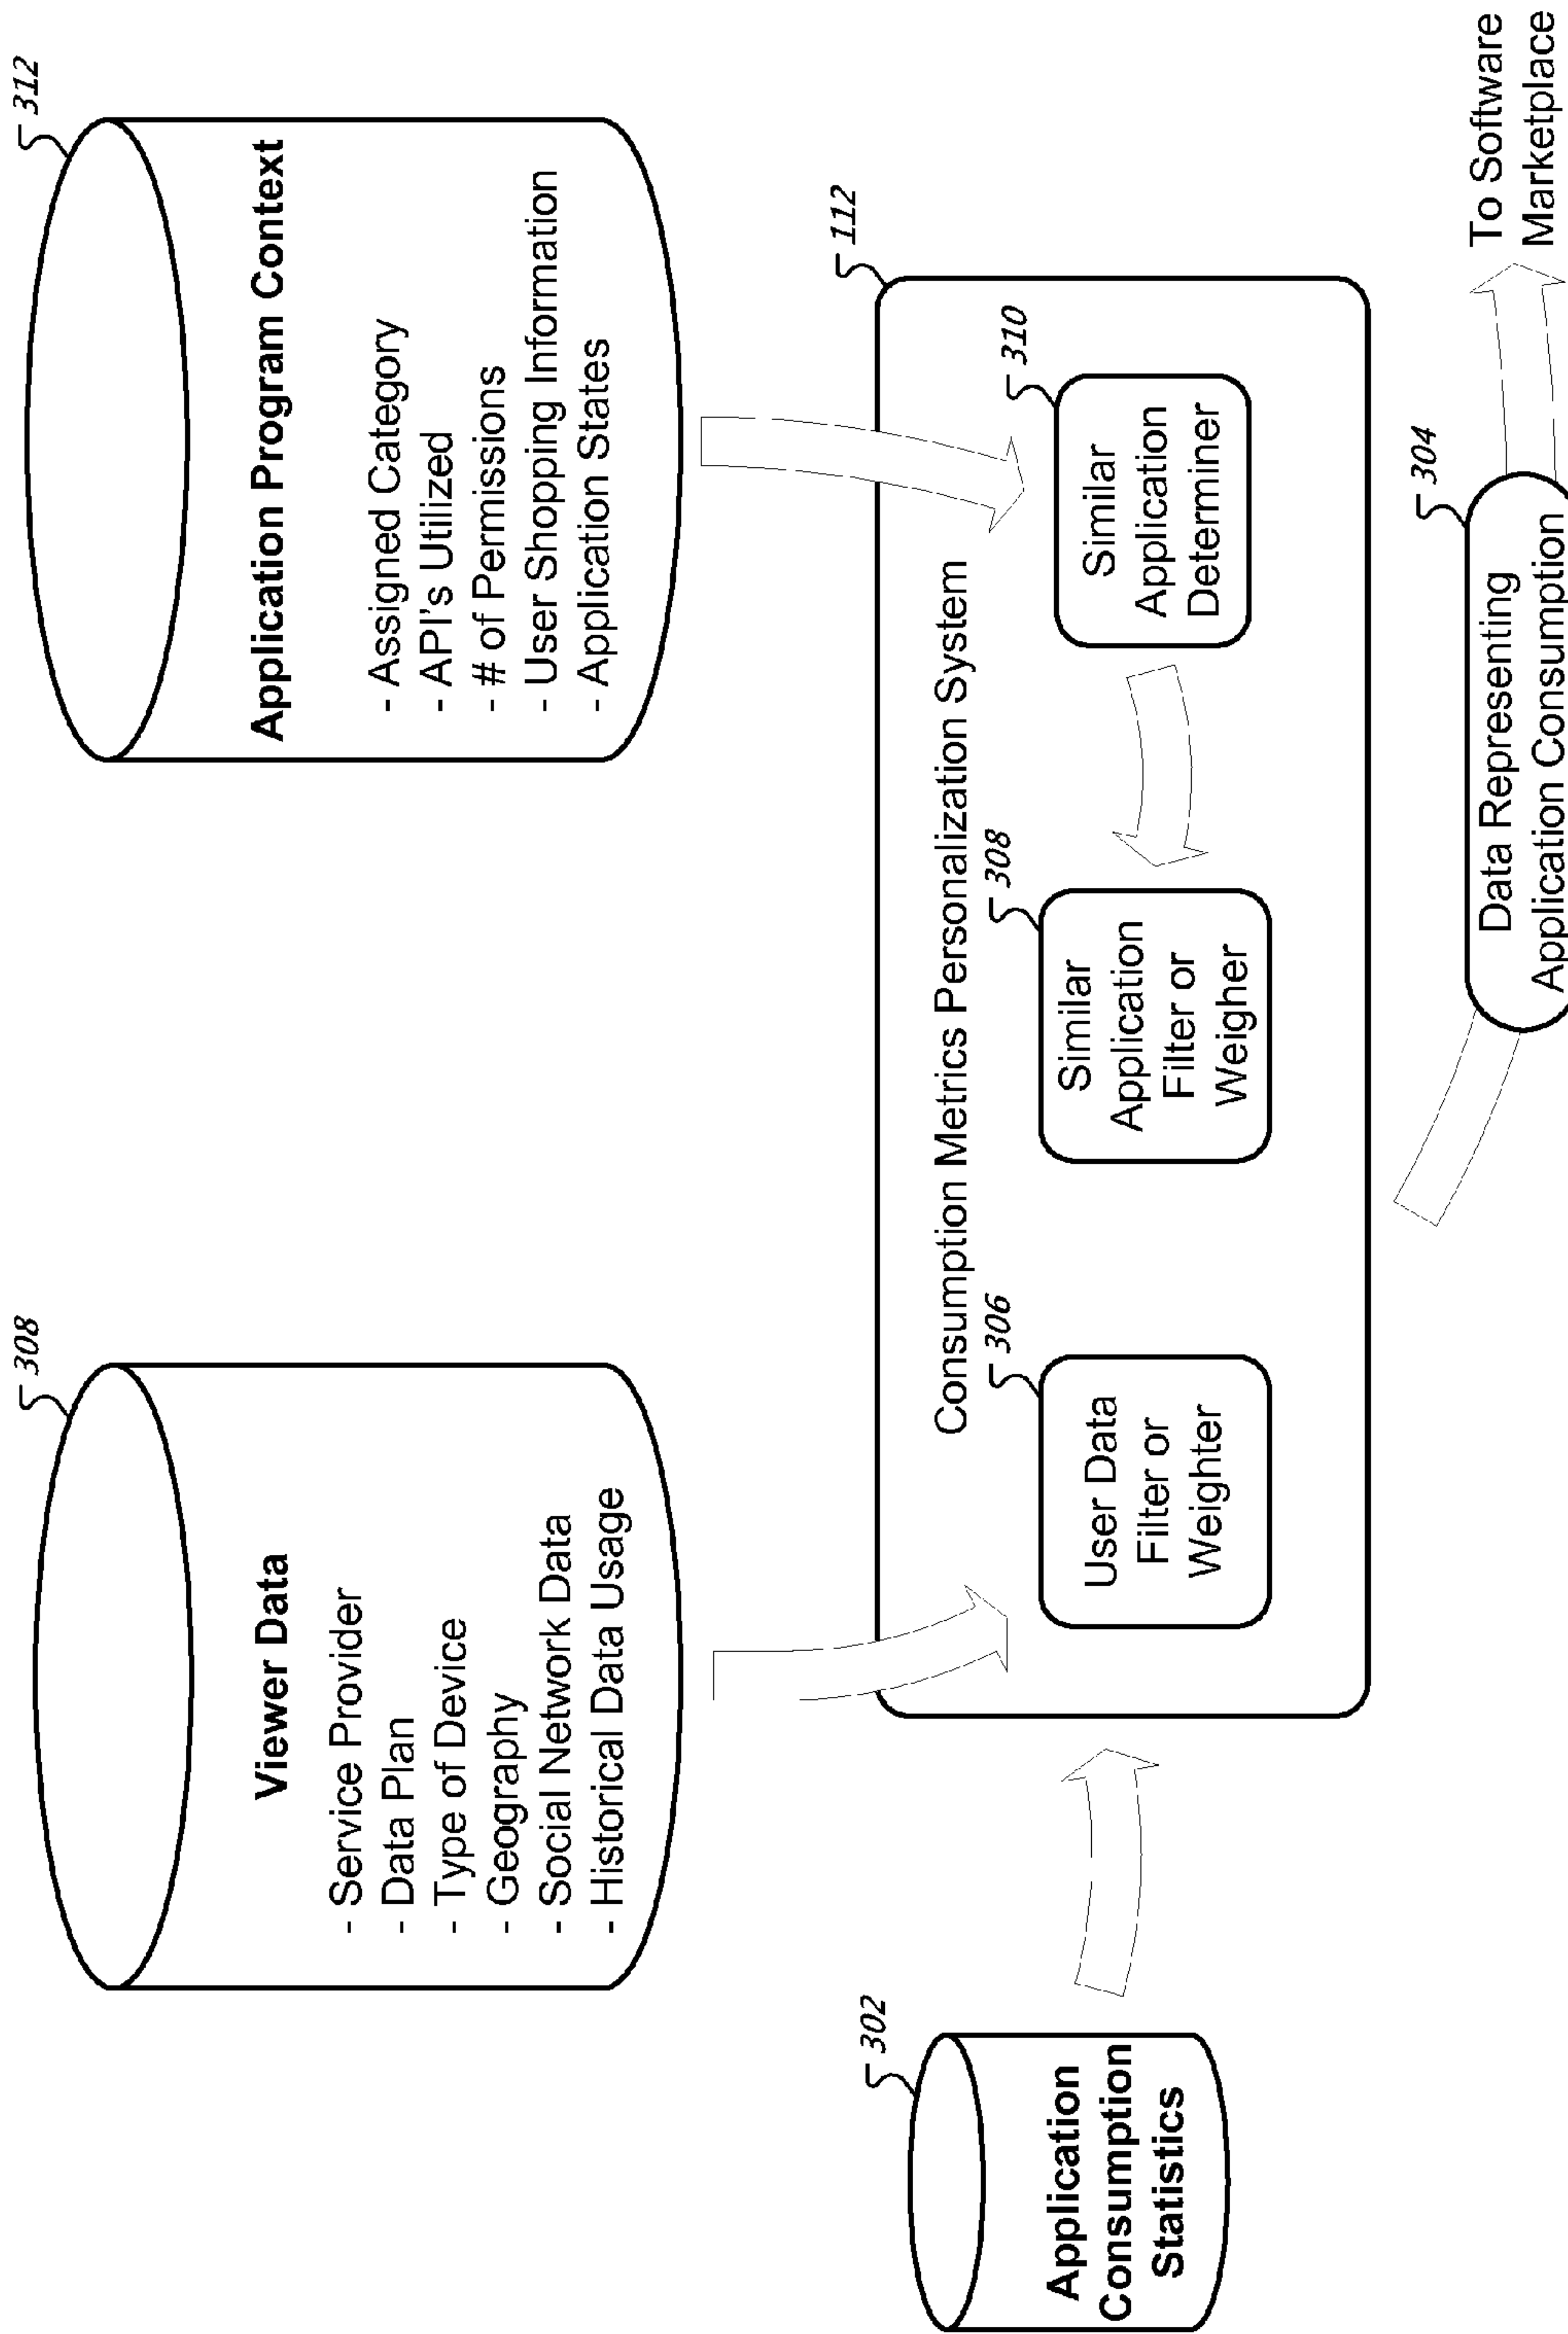 308
Viewer Data
- Service Provider
- Data Plan
- Type of Device
- Geography
- Social Network Data
- Historical Data Usage
312
Application Program Context
- Assigned Category
- API's Utilized
- # of Permissions
- User Shopping Information
- Application States
302
Application
Consumption
Statistics
112
Consumption Metrics Personalization System
306
User Data
Filter or
Weighter
308
Similar
Application
Filter or
Weigher
310
Similar
Application
Determiner
304
Data Representing
Application Consumption
To Software
Marketplace